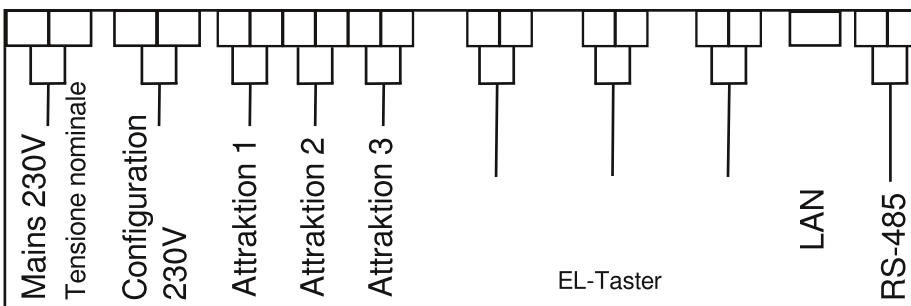 Mains 230V
Tensione nominale
Configuration
230V
Attraktion 1
Attraktion 2
Attraktion 3
EL-Taster
LAN
RS-485